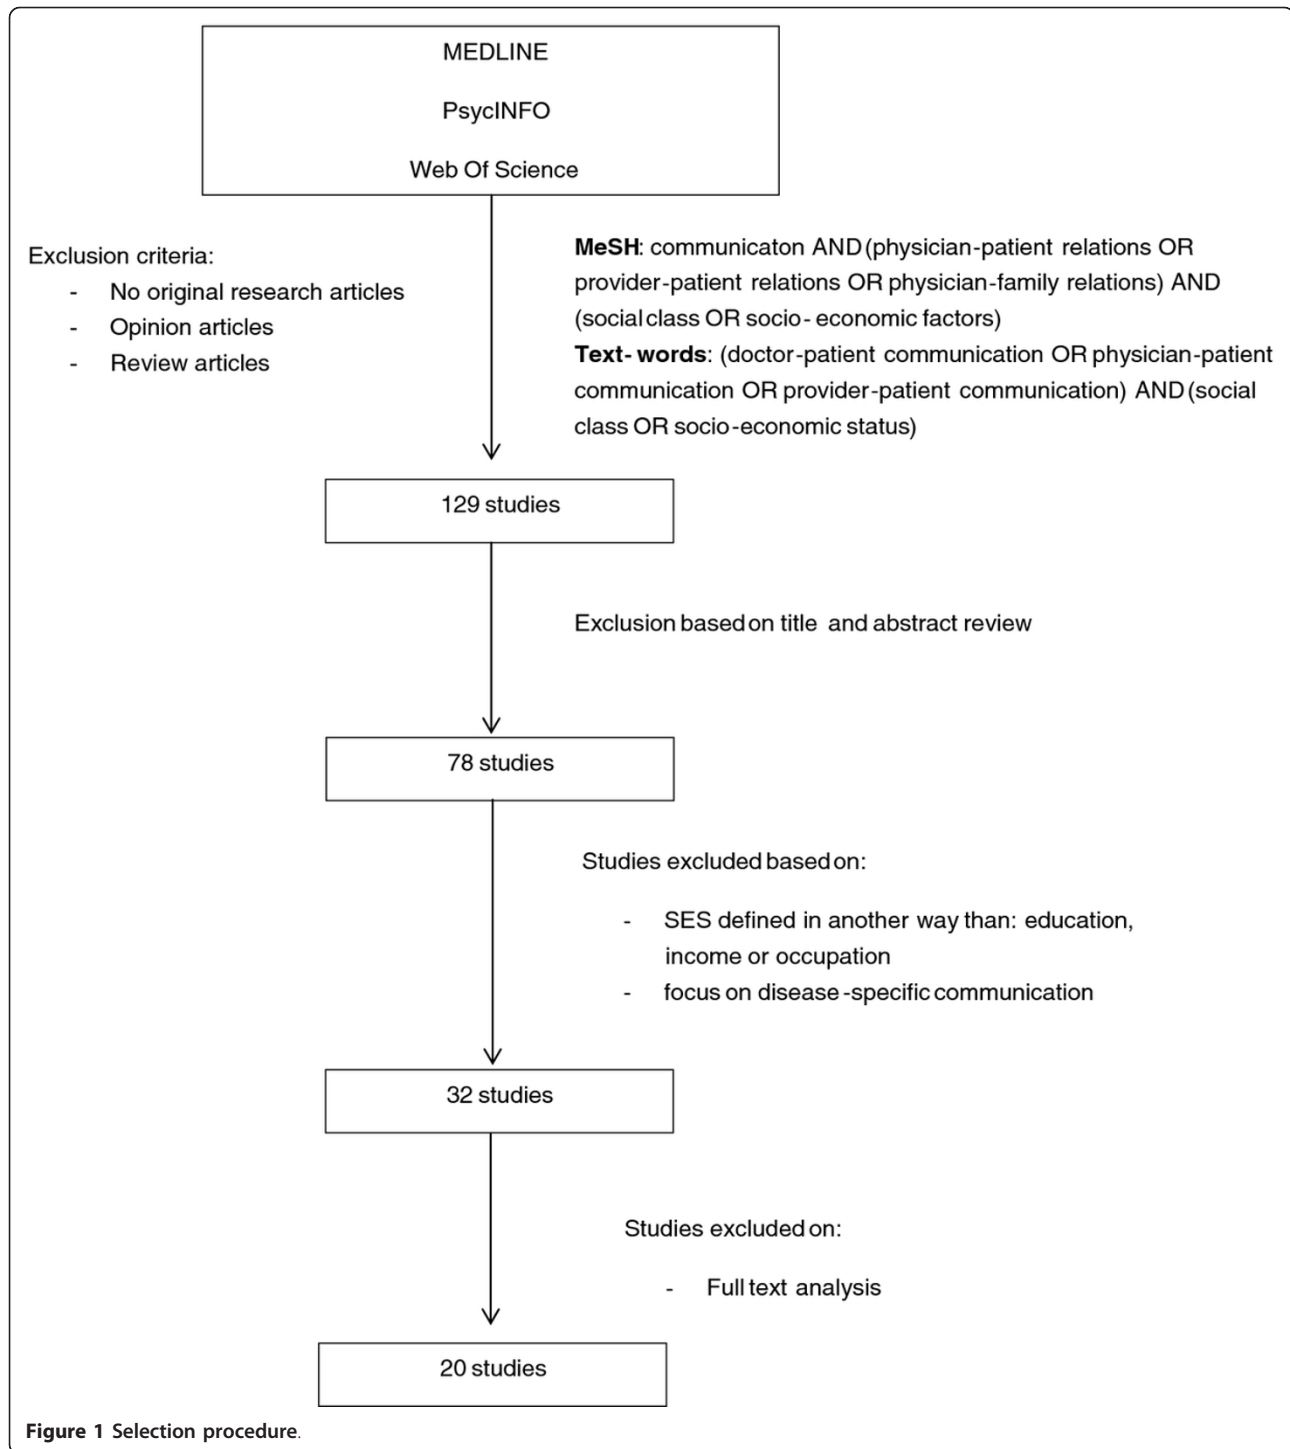 MEDLINE
PsycINFO
Web Of Science
Exclusion criteria:
- No original research articles
- Opinion articles
- Review articles
MeSH: communicaton AND (physician-patient relations OR
provider-patient relations OR physician-family relations) AND
(social class OR socio- economic factors)
Text- words: (doctor-patient communication OR physician-patient
communication OR provider-patient communication) AND (social
class OR socio-economic status)
129 studies
Exclusion based on title and abstract review
78 studies
Studies excluded based on:
- SES defined in another way than: education,
income or occupation
- focus on disease -specific communication
32 studies
Studies excluded on:
- Full text analysis
20 studies
Figure 1 Selection procedure.